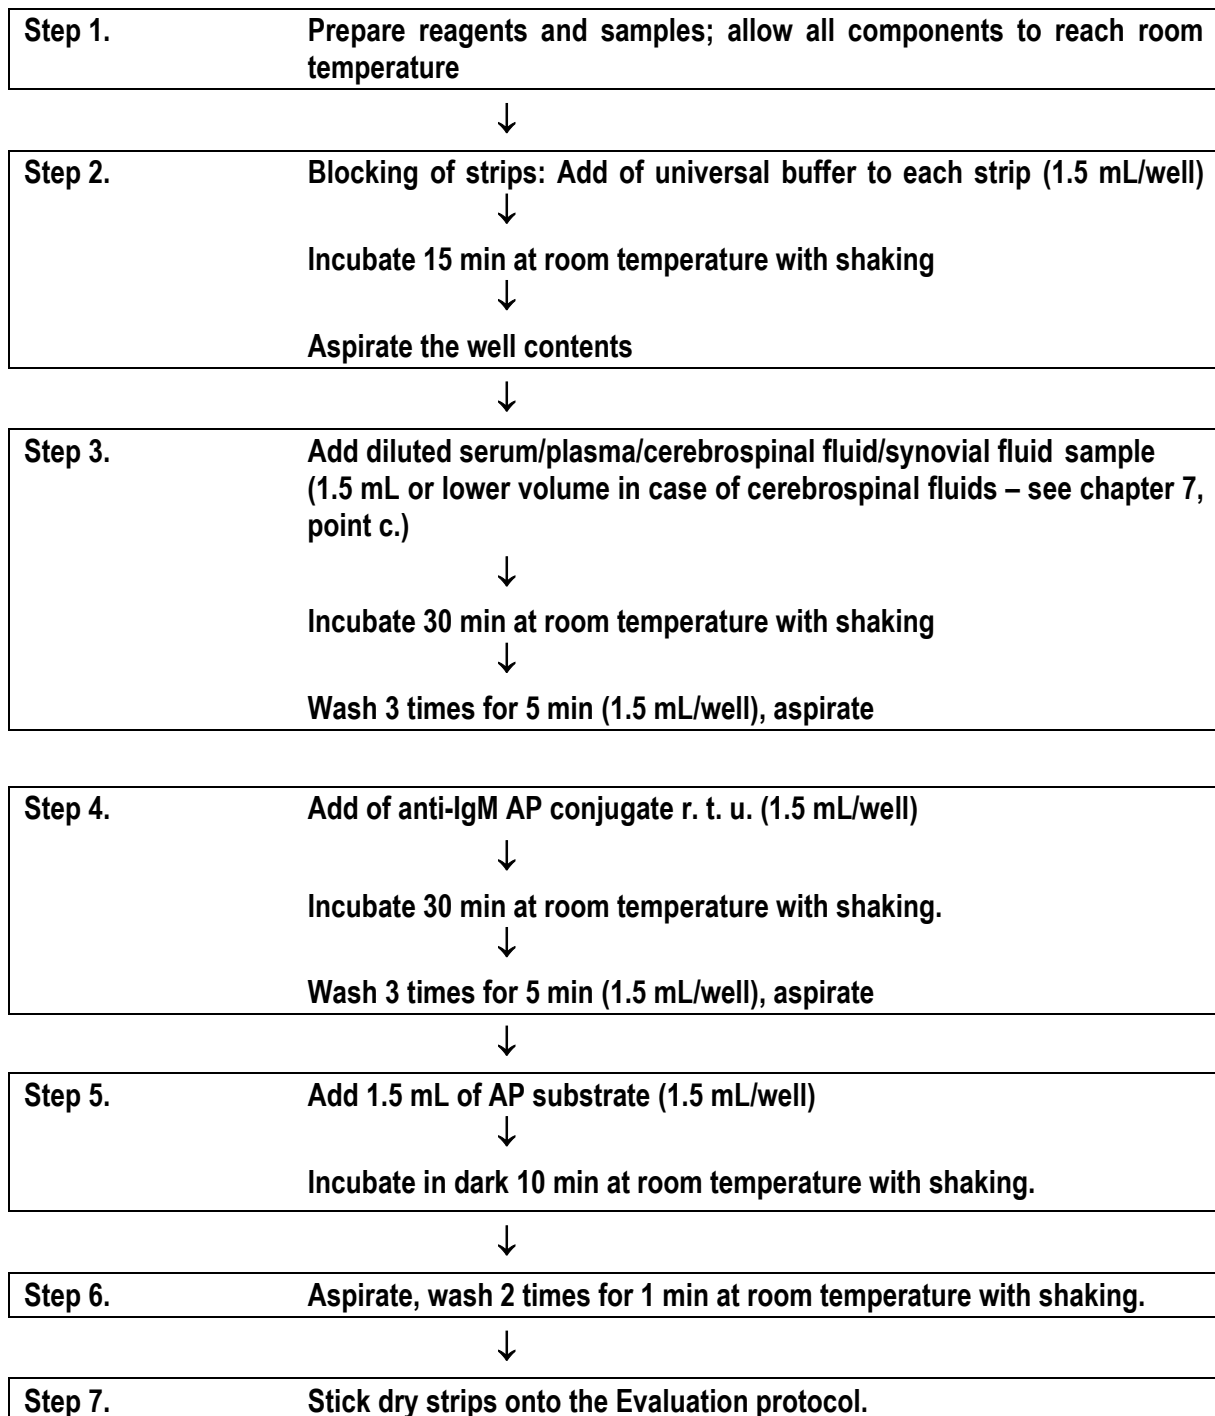 Step 1. Prepare reagents and samples; allow all components to reach room
temperature
↓
Step 2. Blocking of strips: Add of universal buffer to each strip (1.5 mL/well)
↓
Incubate 15 min at room temperature with shaking
↓
Aspirate the well contents
↓
Step 3. Add diluted serum/plasma/cerebrospinal fluid/synovial fluid sample
(1.5 mL or lower volume in case of cerebrospinal fluids – see chapter 7,
point c.)
↓
Incubate 30 min at room temperature with shaking
↓
Wash 3 times for 5 min (1.5 mL/well), aspirate
Step 4. Add of anti-IgM AP conjugate r. t. u. (1.5 mL/well)
↓
Incubate 30 min at room temperature with shaking.
↓
Wash 3 times for 5 min (1.5 mL/well), aspirate
↓
Step 5. Add 1.5 mL of AP substrate (1.5 mL/well)
↓
Incubate in dark 10 min at room temperature with shaking.
↓
Step 6. Aspirate, wash 2 times for 1 min at room temperature with shaking.
↓
Step 7. Stick dry strips onto the Evaluation protocol.